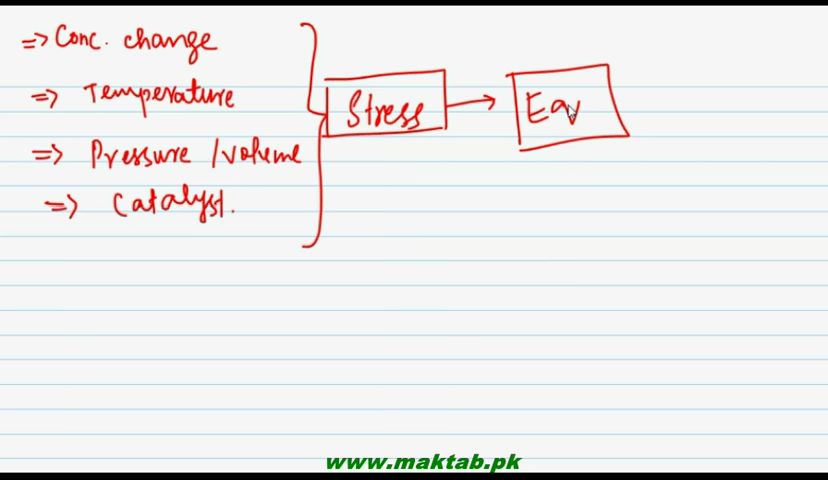 => Conc. change
=> Temperature
=> Pressure /volume
=> Catalyst.
Stress → Eq
www.maktab.pk